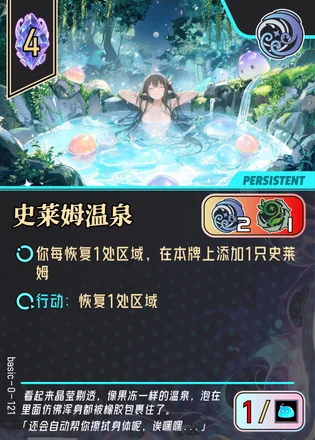 4
PERSISTENT
史莱姆温泉
2 1
你每恢复1处区域，在本牌上添加1只史莱
姆
行动：恢复1处区域
basic-0-121
看起来晶莹剔透，像果冻一样的温泉，泡在
里面仿佛浑身都被橡胶包裹住了。
「还会自动帮你擦拭身体呢，诶嘿嘿...」
1/